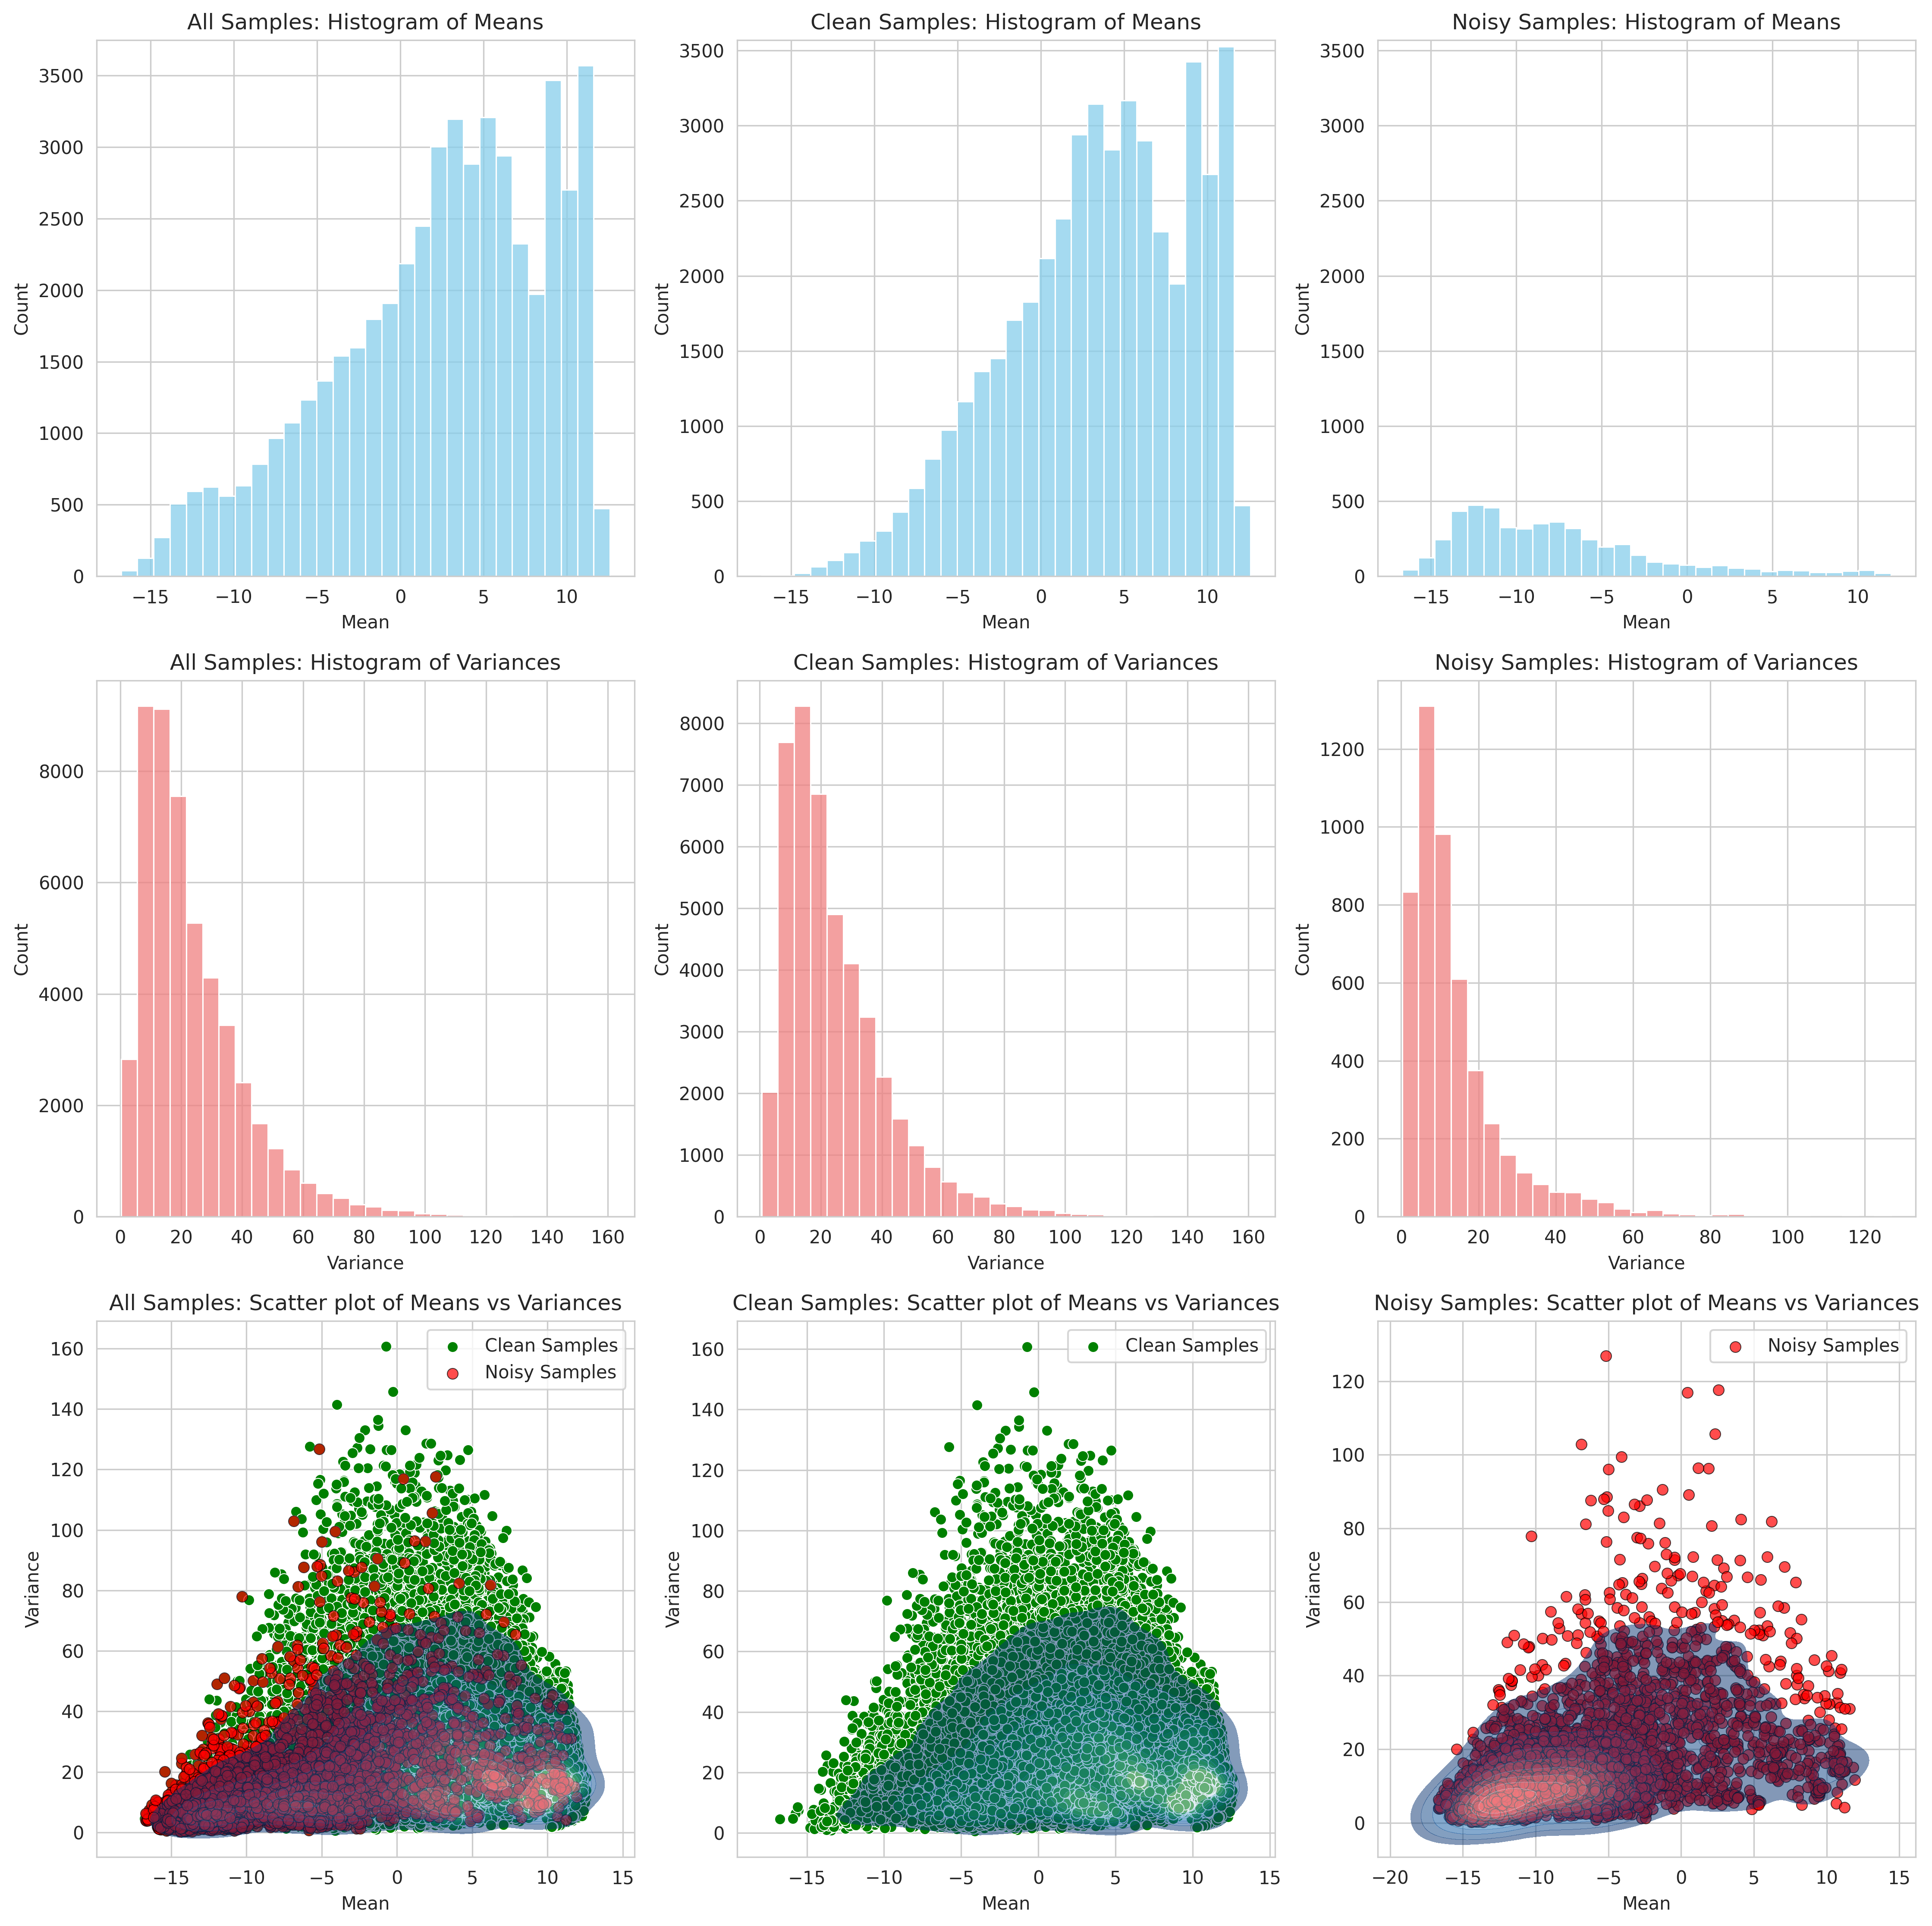 All Samples: Histogram of Means
Clean Samples: Histogram of Means
Noisy Samples: Histogram of Means
3500
3000
2500
2000
1500
1000
500
0
Count
−15 −10 −5 0 5 10
Mean
3500
3000
2500
2000
1500
1000
500
0
Count
−15 −10 −5 0 5 10
Mean
3500
3000
2500
2000
1500
1000
500
0
Count
−15 −10 −5 0 5 10
Mean
All Samples: Histogram of Variances
Clean Samples: Histogram of Variances
Noisy Samples: Histogram of Variances
8000
6000
4000
2000
0
Count
0 20 40 60 80 100 120 140 160
Variance
8000
7000
6000
5000
4000
3000
2000
1000
0
Count
0 20 40 60 80 100 120 140 160
Variance
1200
1000
800
600
400
200
0
Count
0 20 40 60 80 100 120
Variance
All Samples: Scatter plot of Means vs Variances
Clean Samples: Scatter plot of Means vs Variances
Noisy Samples: Scatter plot of Means vs Variances
Clean Samples
Noisy Samples
160
140
120
100
80
60
40
20
0
Variance
−15 −10 −5 0 5 10 15
Mean
Clean Samples
160
140
120
100
80
60
40
20
0
Variance
−15 −10 −5 0 5 10 15
Mean
Noisy Samples
120
100
80
60
40
20
0
Variance
−20 −15 −10 −5 0 5 10 15
Mean